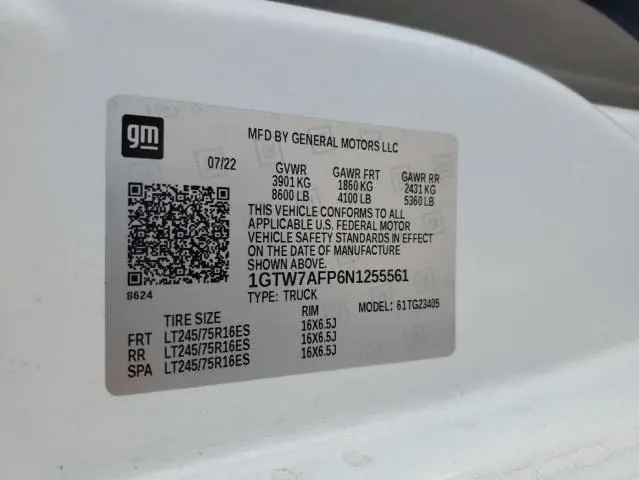 gm
MFD BY GENERAL MOTORS LLC
07/22
GVWR GAWR FRT GAWR RR
3901 KG 1860 KG 2431 KG
8600 LB 4100 LB 5360 LB
THIS VEHICLE CONFORMS TO ALL
APPLICABLE U.S. FEDERAL MOTOR
VEHICLE SAFETY STANDARDS IN EFFECT
ON THE DATE OF MANUFACTURE
SHOWN ABOVE.
8624
1GTW7AFP6N1255561
TYPE: TRUCK MODEL: 61TG23405
TIRE SIZE RIM
FRT LT245/75R16ES 16X6.5J
RR LT245/75R16ES 16X6.5J
SPA LT245/75R16ES 16X6.5J